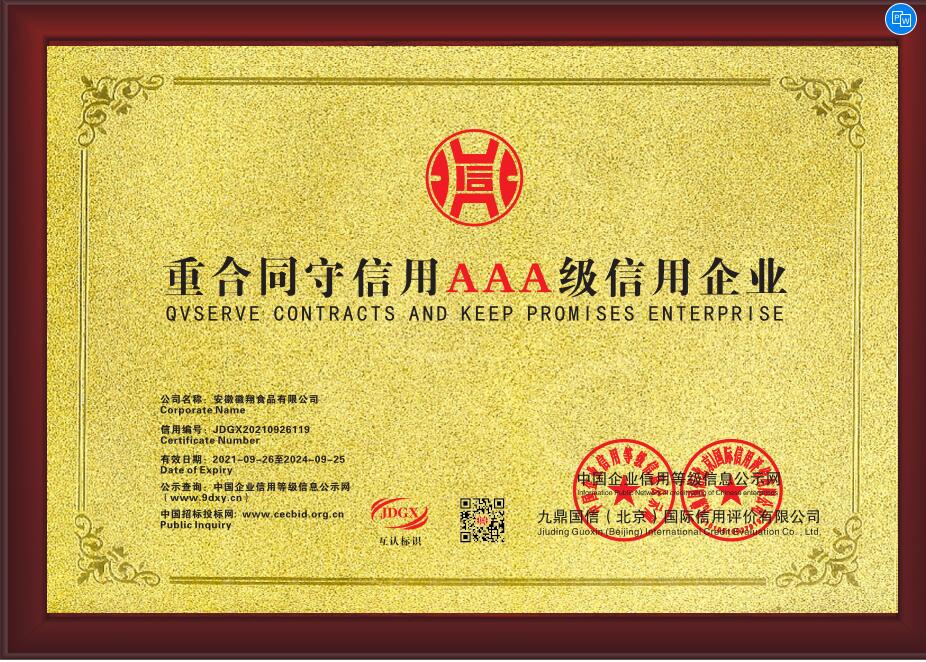 信
重合同守信用AAA级信用企业
QVSERVE CONTRACTS AND KEEP PROMISES ENTERPRISE
公司名称：安徽徽翔食品有限公司
Corporate Name
信用编号：JDGX20210926119
Certificate Number
有效日期：2021-09-26至2024-09-25
Date of Expiry
公示查询：中国企业信用等级信息公示网
（www.9dxy.cn）
中国招标投标网：www.cecbid.org.cn
Public Inquiry
JDGX
互认标识
中国企业信用等级信息公示网
九鼎国信（北京）国际信用评价有限公司
Jiuding Guoxin (Beijing) International Credit Evaluation Co., Ltd.